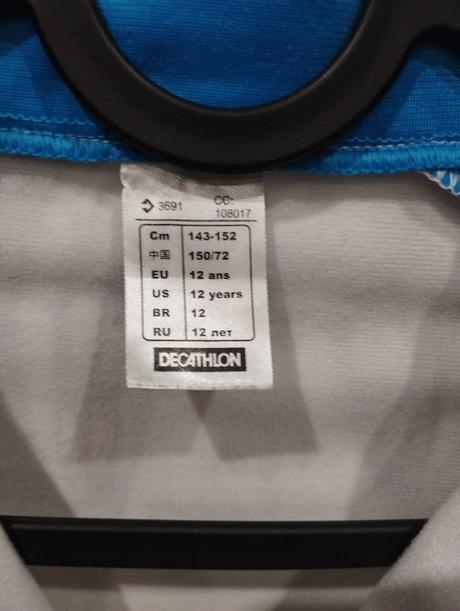 3691 CC:
108017
Cm 143-152
中国 150/72
EU 12 ans
US 12 years
BR 12
RU 12 лет
DECATHLON